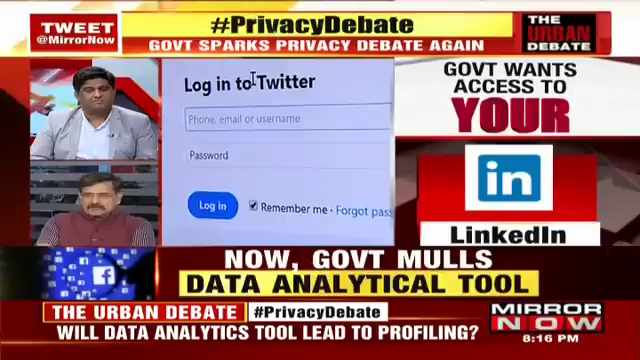 TWEET
@MirrorNow
#PrivacyDebate
GOVT SPARKS PRIVACY DEBATE AGAIN
THE
URBAN
DEBATE
Log in to Twitter
Phone, email or username
Password
Log in
Remember me · Forgot pass
GOVT WANTS
ACCESS TO
YOUR
in
LinkedIn
f
NOW, GOVT MULLS
DATA ANALYTICAL TOOL
THE URBAN DEBATE
#PrivacyDebate
WILL DATA ANALYTICS TOOL LEAD TO PROFILING?
MIRROR
NOW
8:16 PM